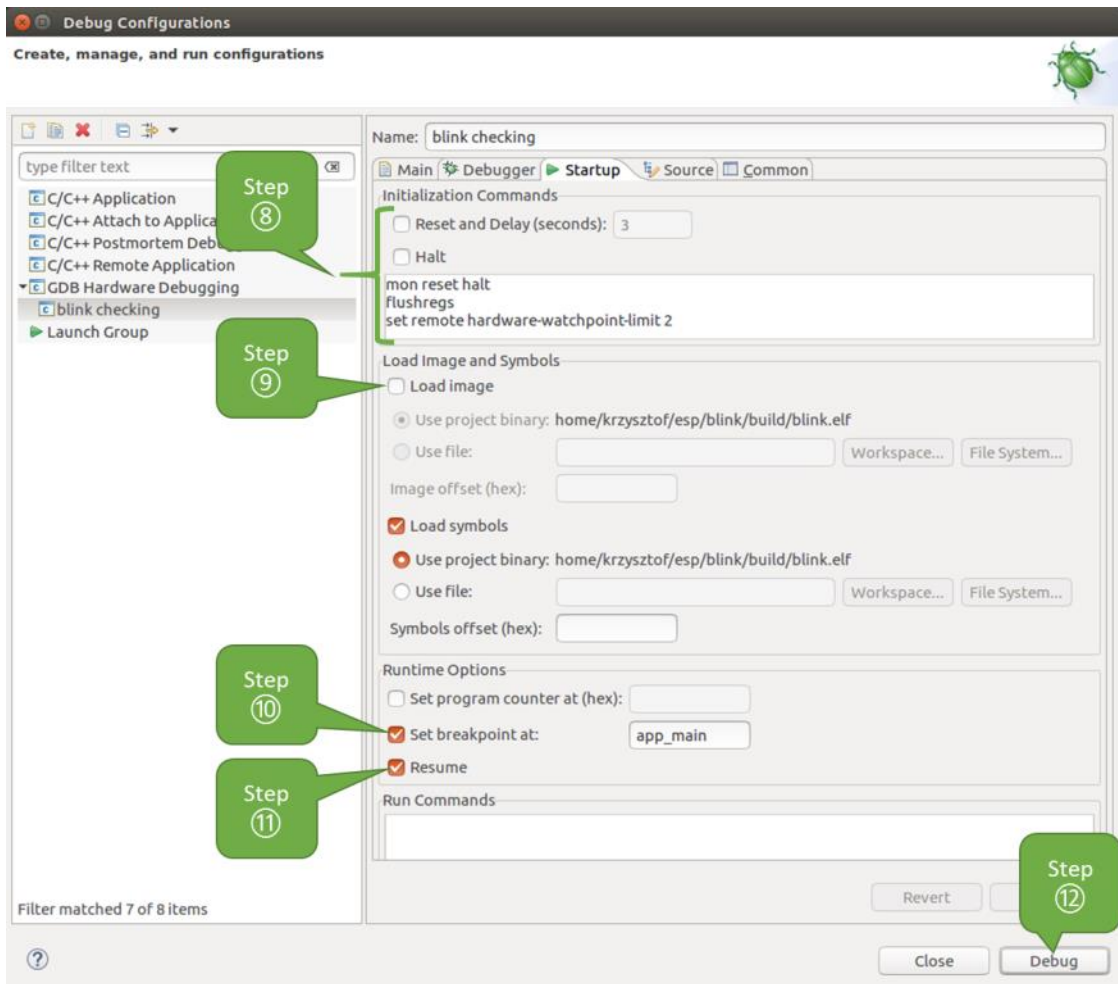 Debug Configurations
Create, manage, and run configurations
type filter text
C/C++ Application
C/C++ Attach to Applica
C/C++ Postmortem Debu
C/C++ Remote Application
GDB Hardware Debugging
blink checking
Launch Group
Filter matched 7 of 8 items
Name: blink checking
Main Debugger Startup Source Common
Initialization Commands
Reset and Delay (seconds): 3
Halt
mon reset halt
flushregs
set remote hardware-watchpoint-limit 2
Load Image and Symbols
Load image
Use project binary: home/krzysztof/esp/blink/build/blink.elf
Use file: Workspace... File System...
Image offset (hex):
Load symbols
Use project binary: home/krzysztof/esp/blink/build/blink.elf
Use file: Workspace... File System...
Symbols offset (hex):
Runtime Options
Set program counter at (hex):
Set breakpoint at: app_main
Resume
Run Commands
Revert
Close Debug
Step
⑧
Step
⑨
Step
⑩
Step
⑪
Step
⑫